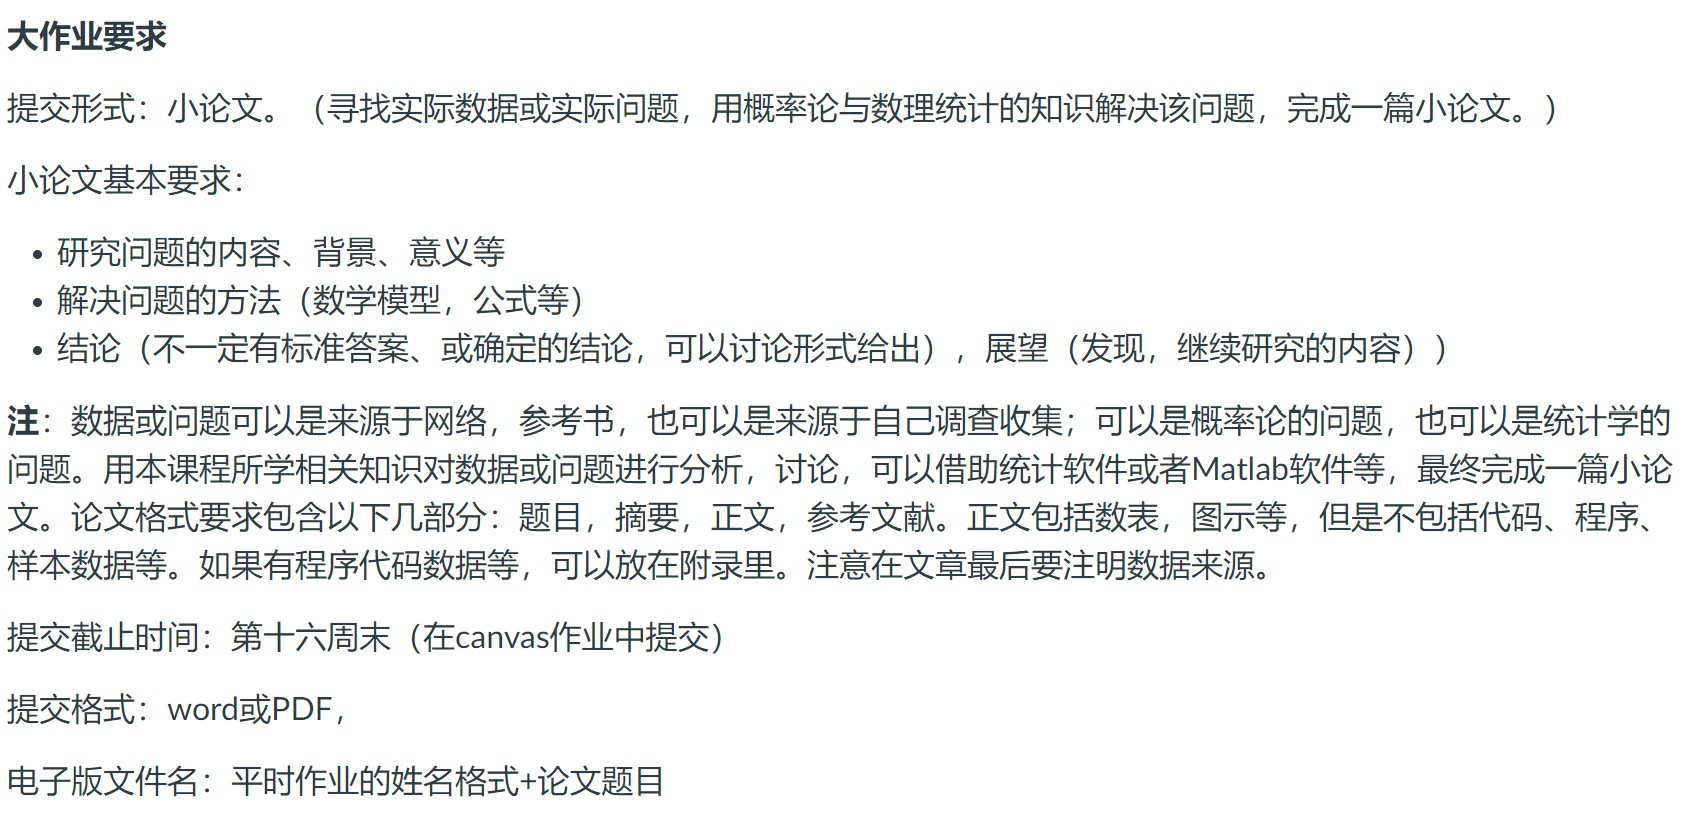 大作业要求
提交形式：小论文。（寻找实际数据或实际问题，用概率论与数理统计的知识解决该问题，完成一篇小论文。）
小论文基本要求：
• 研究问题的内容、背景、意义等
• 解决问题的方法（数学模型，公式等）
• 结论（不一定有标准答案、或确定的结论，可以讨论形式给出），展望（发现，继续研究的内容））
注：数据或问题可以是来源于网络，参考书，也可以是来源于自己调查收集；可以是概率论的问题，也可以是统计学的
问题。用本课程所学相关知识对数据或问题进行分析，讨论，可以借助统计软件或者Matlab软件等，最终完成一篇小论
文。论文格式要求包含以下几部分：题目，摘要，正文，参考文献。正文包括数表，图示等，但是不包括代码、程序、
样本数据等。如果有程序代码数据等，可以放在附录里。注意在文章最后要注明数据来源。
提交截止时间：第十六周末（在canvas作业中提交）
提交格式：word或PDF，
电子版文件名：平时作业的姓名格式+论文题目